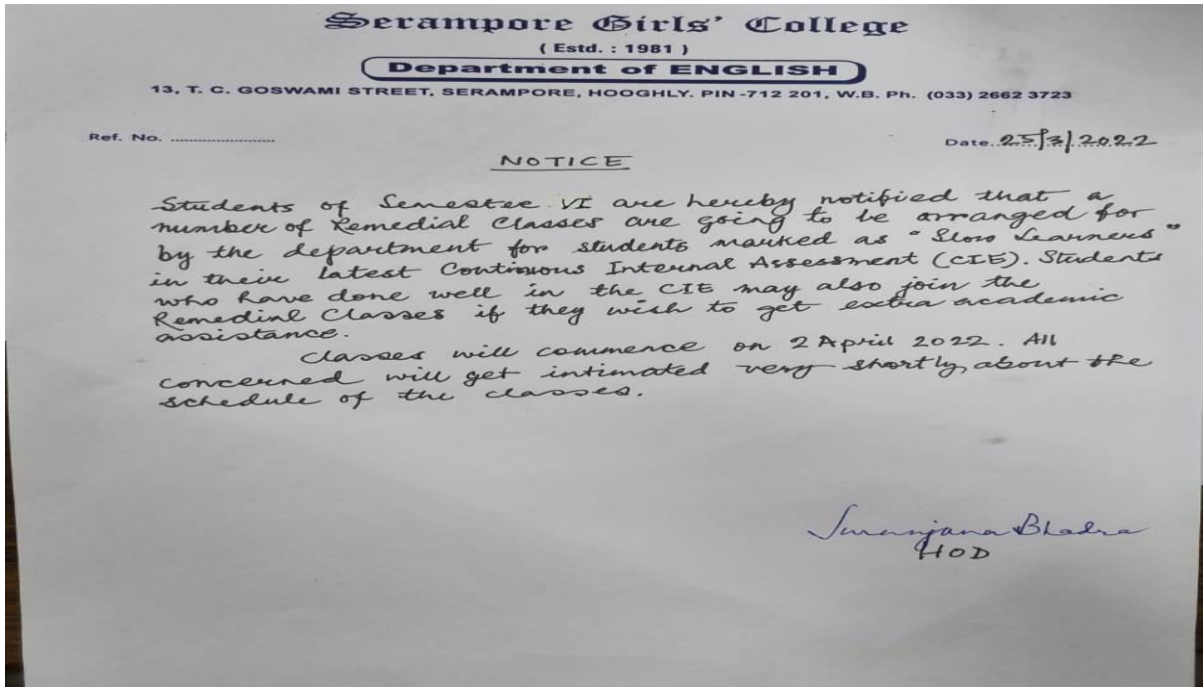 Serampore Girls' College
( Estd. : 1981 )
Department of ENGLISH
13, T. C. GOSWAMI STREET, SERAMPORE, HOOGHLY. PIN -712 201, W.B. Ph. (033) 2662 3723
Ref. No. ........................ Date..25/3/2022
NOTICE
Students of Semester VI are hereby notified that a
number of Remedial Classes are going to be arranged for
by the department for students marked as "Slow Learners"
in their latest Continuous Internal Assessment (CIE). Students
who have done well in the CIE may also join the
Remedial Classes if they wish to get extra academic
assistance.
Classes will commence on 2 April 2022. All
concerned will get intimated very shortly, about the
schedule of the classes.
Suranjana Bhadra
HOD